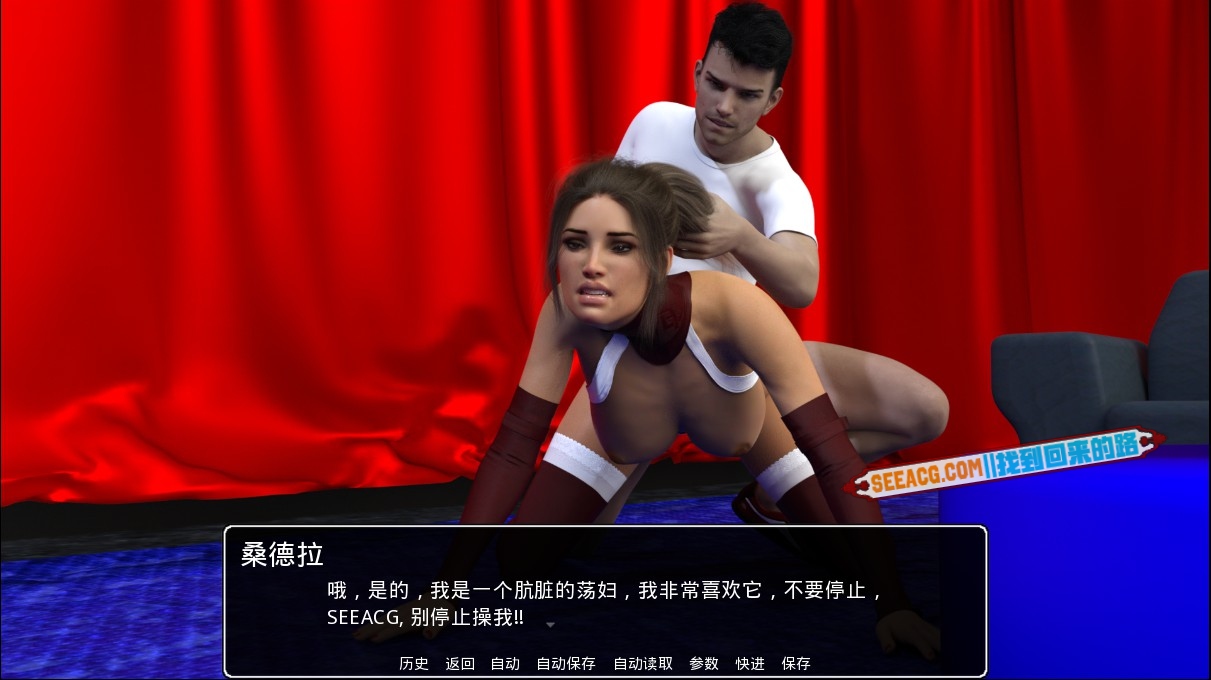 SEEACG.COM||找到回来的路
桑德拉
哦，是的，我是一个肮脏的荡妇，我非常喜欢它，不要停止，
SEEACG, 别停止操我!!
历史 返回 自动 自动保存 自动读取 参数 快进 保存